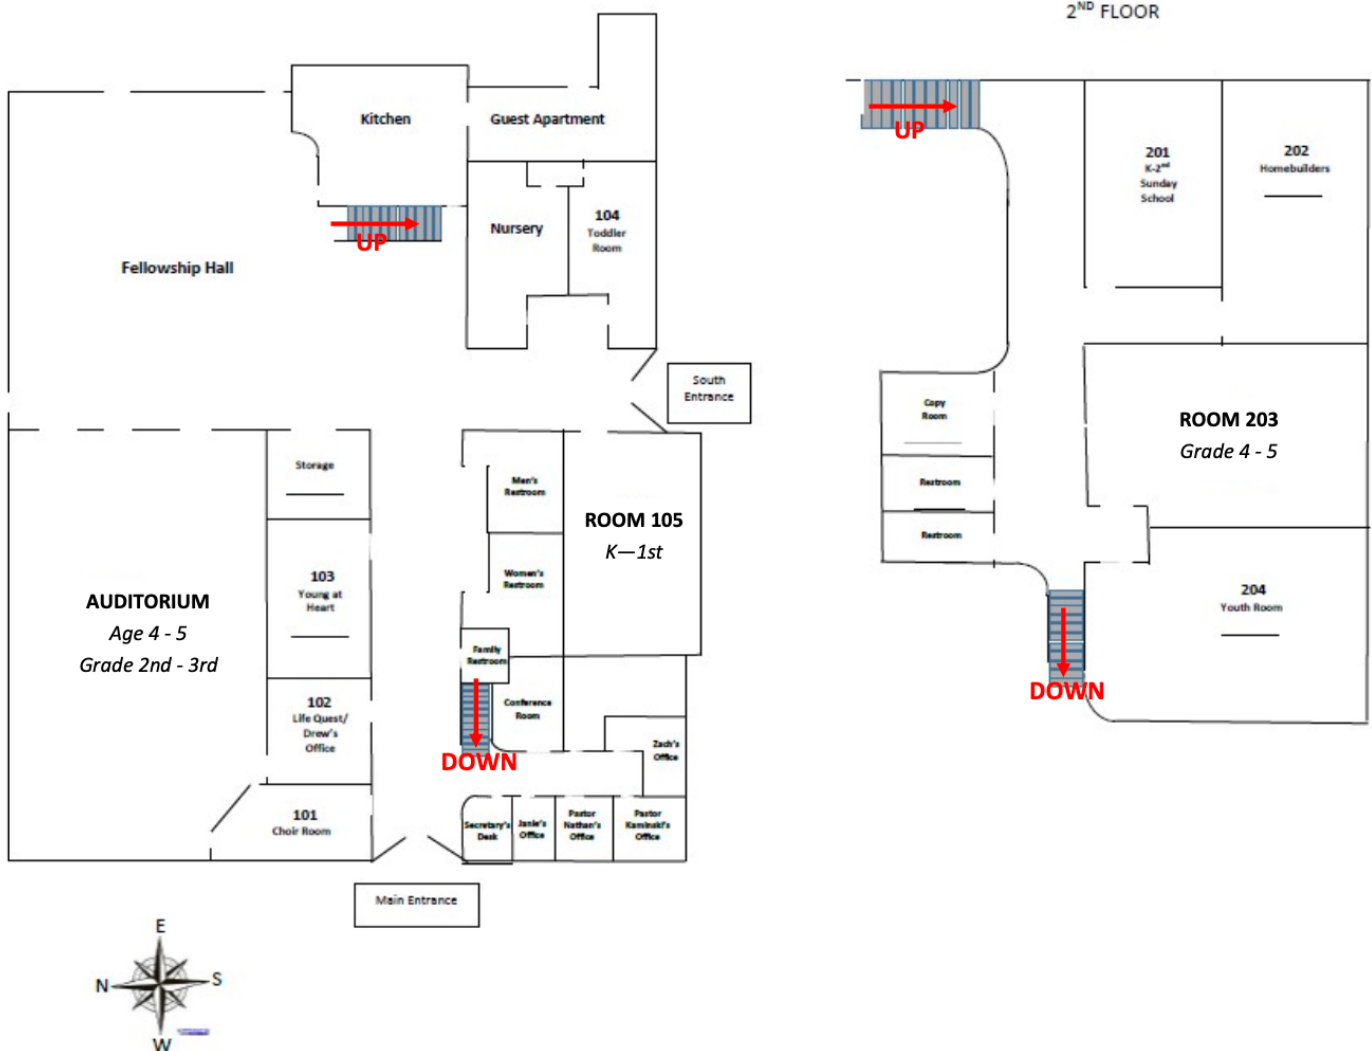 2ND FLOOR
Kitchen
Guest Apartment
UP
Nursery
104
Toddler
Room
Fellowship Hall
South
Entrance
Storage
Men's
Restroom
ROOM 105
K—1st
103
Young at
Heart
Women's
Restroom
AUDITORIUM
Age 4 - 5
Grade 2nd - 3rd
Family
Restroom
102
Life Quest/
Drew's
Office
Conference
Room
DOWN
Zach's
Office
101
Choir Room
Secretary's
Desk
Janie's
Office
Pastor
Nathan's
Office
Pastor
Kaminski's
Office
Main Entrance
E
N
S
W
UP
201
K-2nd
Sunday
School
202
Homebuilders
Copy
Room
ROOM 203
Grade 4 - 5
Restroom
Restroom
204
Youth Room
DOWN